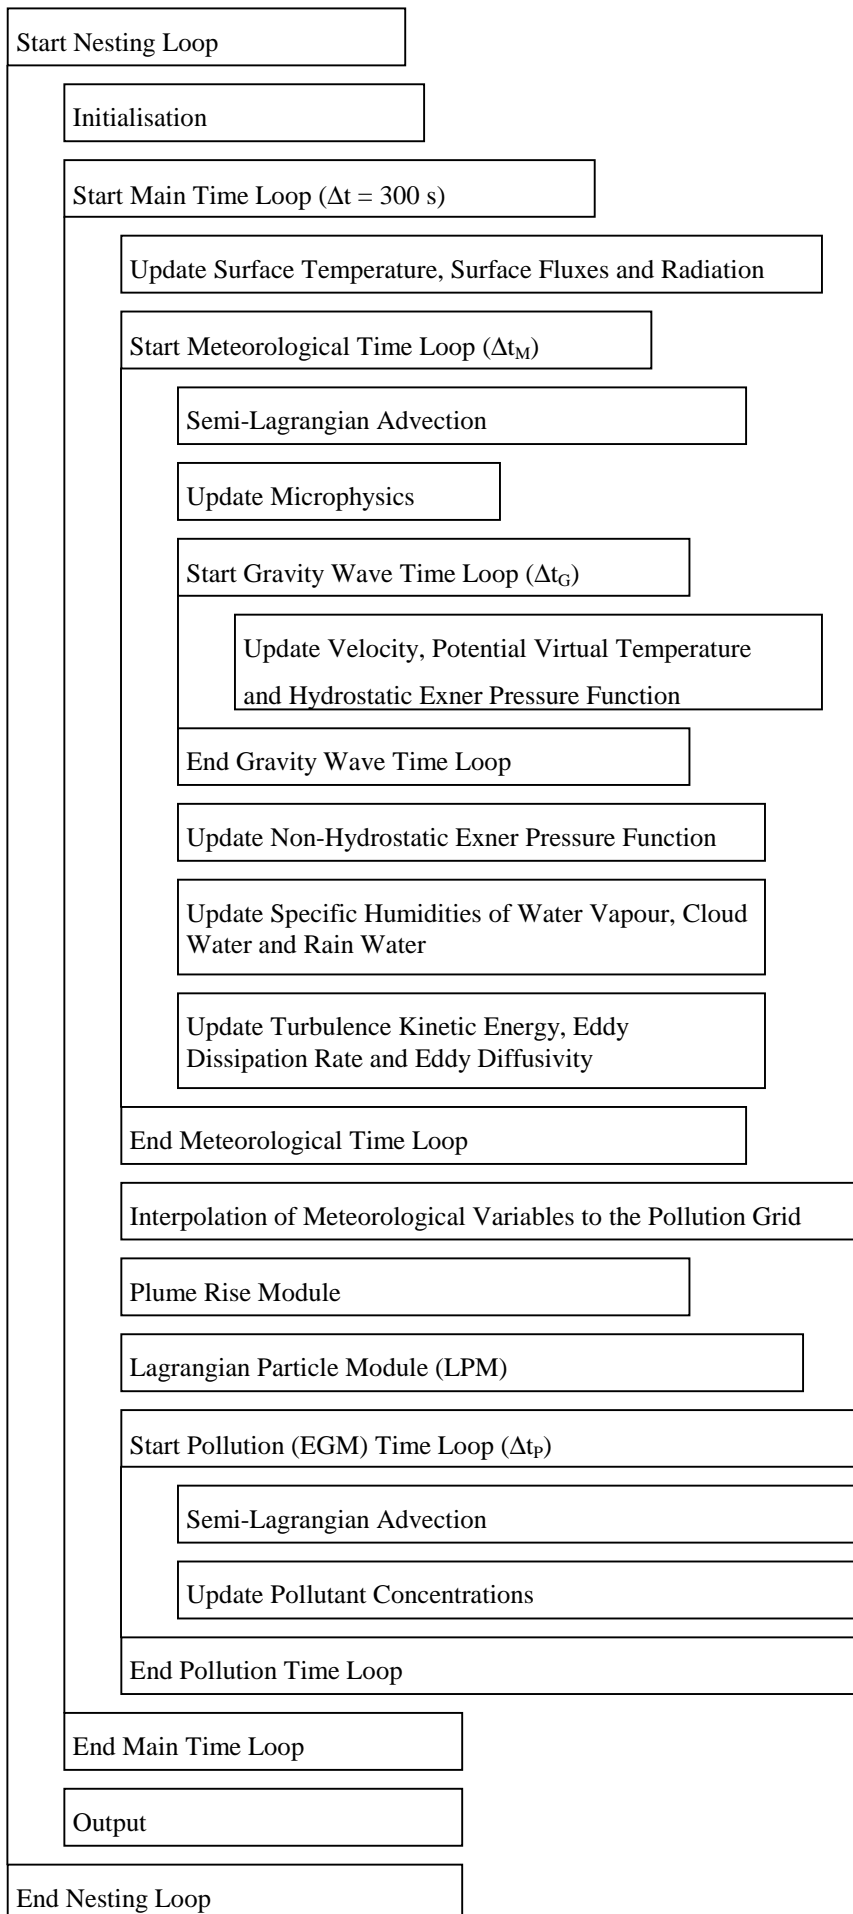 Start Nesting Loop
Initialisation
Start Main Time Loop (Δt = 300 s)
Update Surface Temperature, Surface Fluxes and Radiation
Start Meteorological Time Loop (Δt_M)
Semi-Lagrangian Advection
Update Microphysics
Start Gravity Wave Time Loop (Δt_G)
Update Velocity, Potential Virtual Temperature
and Hydrostatic Exner Pressure Function
End Gravity Wave Time Loop
Update Non-Hydrostatic Exner Pressure Function
Update Specific Humidities of Water Vapour, Cloud
Water and Rain Water
Update Turbulence Kinetic Energy, Eddy
Dissipation Rate and Eddy Diffusivity
End Meteorological Time Loop
Interpolation of Meteorological Variables to the Pollution Grid
Plume Rise Module
Lagrangian Particle Module (LPM)
Start Pollution (EGM) Time Loop (Δt_P)
Semi-Lagrangian Advection
Update Pollutant Concentrations
End Pollution Time Loop
End Main Time Loop
Output
End Nesting Loop